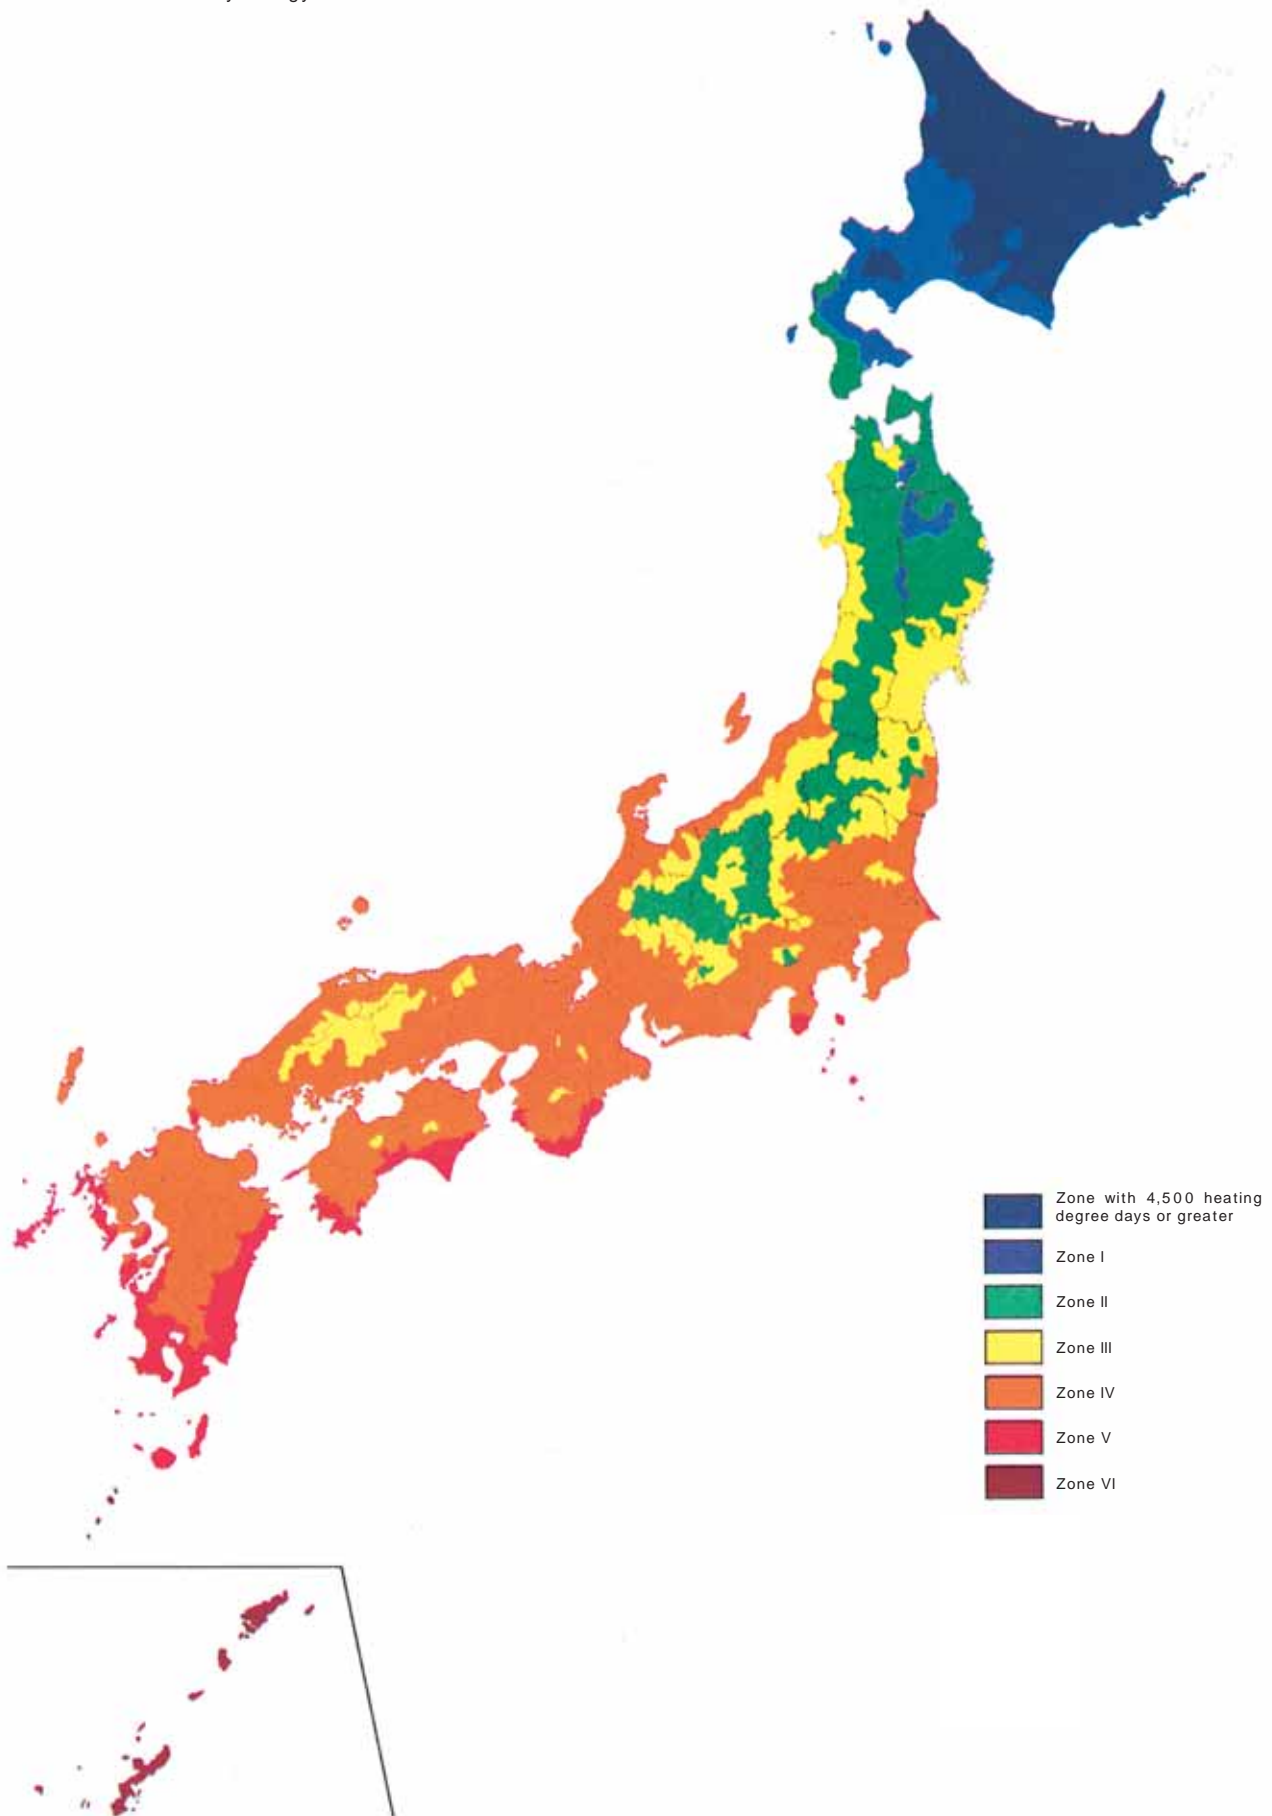 Zone with 4,500 heating
degree days or greater
Zone I
Zone II
Zone III
Zone IV
Zone V
Zone VI